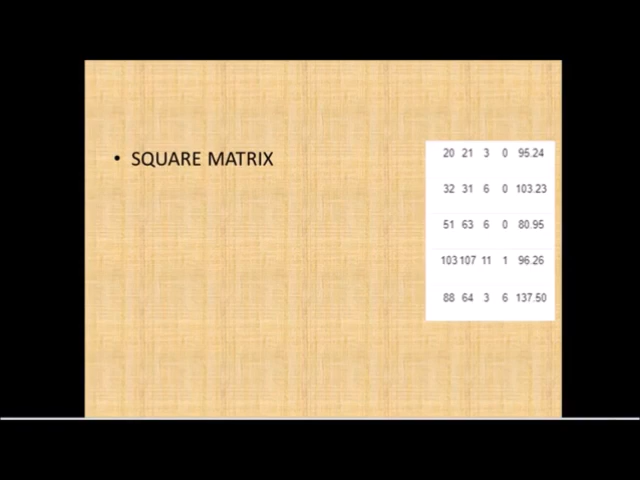 • SQUARE MATRIX
20 21 3 0 95.24
32 31 6 0 103.23
51 63 6 0 80.95
103 107 11 1 96.26
88 64 3 6 137.50